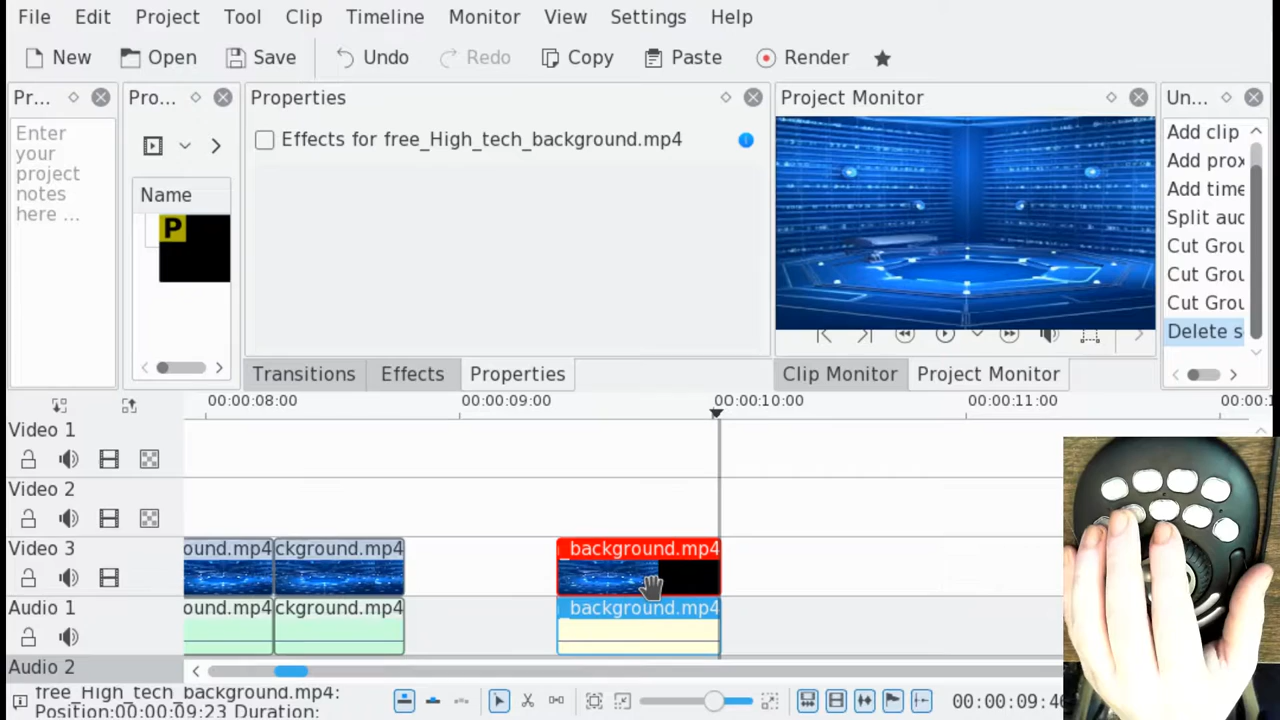 File Edit Project Tool Clip Timeline Monitor View Settings Help
New Open Save Undo Redo Copy Paste Render
Pr... Pro... Properties Project Monitor Un...
Enter
your
project
notes
here ...
Name
P
Effects for free_High_tech_background.mp4
Add clip
Add prox
Add time
Split aud
Cut Grou
Cut Grou
Cut Grou
Delete s
Transitions Effects Properties Clip Monitor Project Monitor
00:00:08:00 00:00:09:00 00:00:10:00 00:00:11:00 00:00:1
Video 1
Video 2
Video 3
ound.mp4 ckground.mp4 _background.mp4
Audio 1
ound.mp4 ckground.mp4 _background.mp4
Audio 2
free_High_tech_background.mp4:
Position:00:00:09:23 Duration: